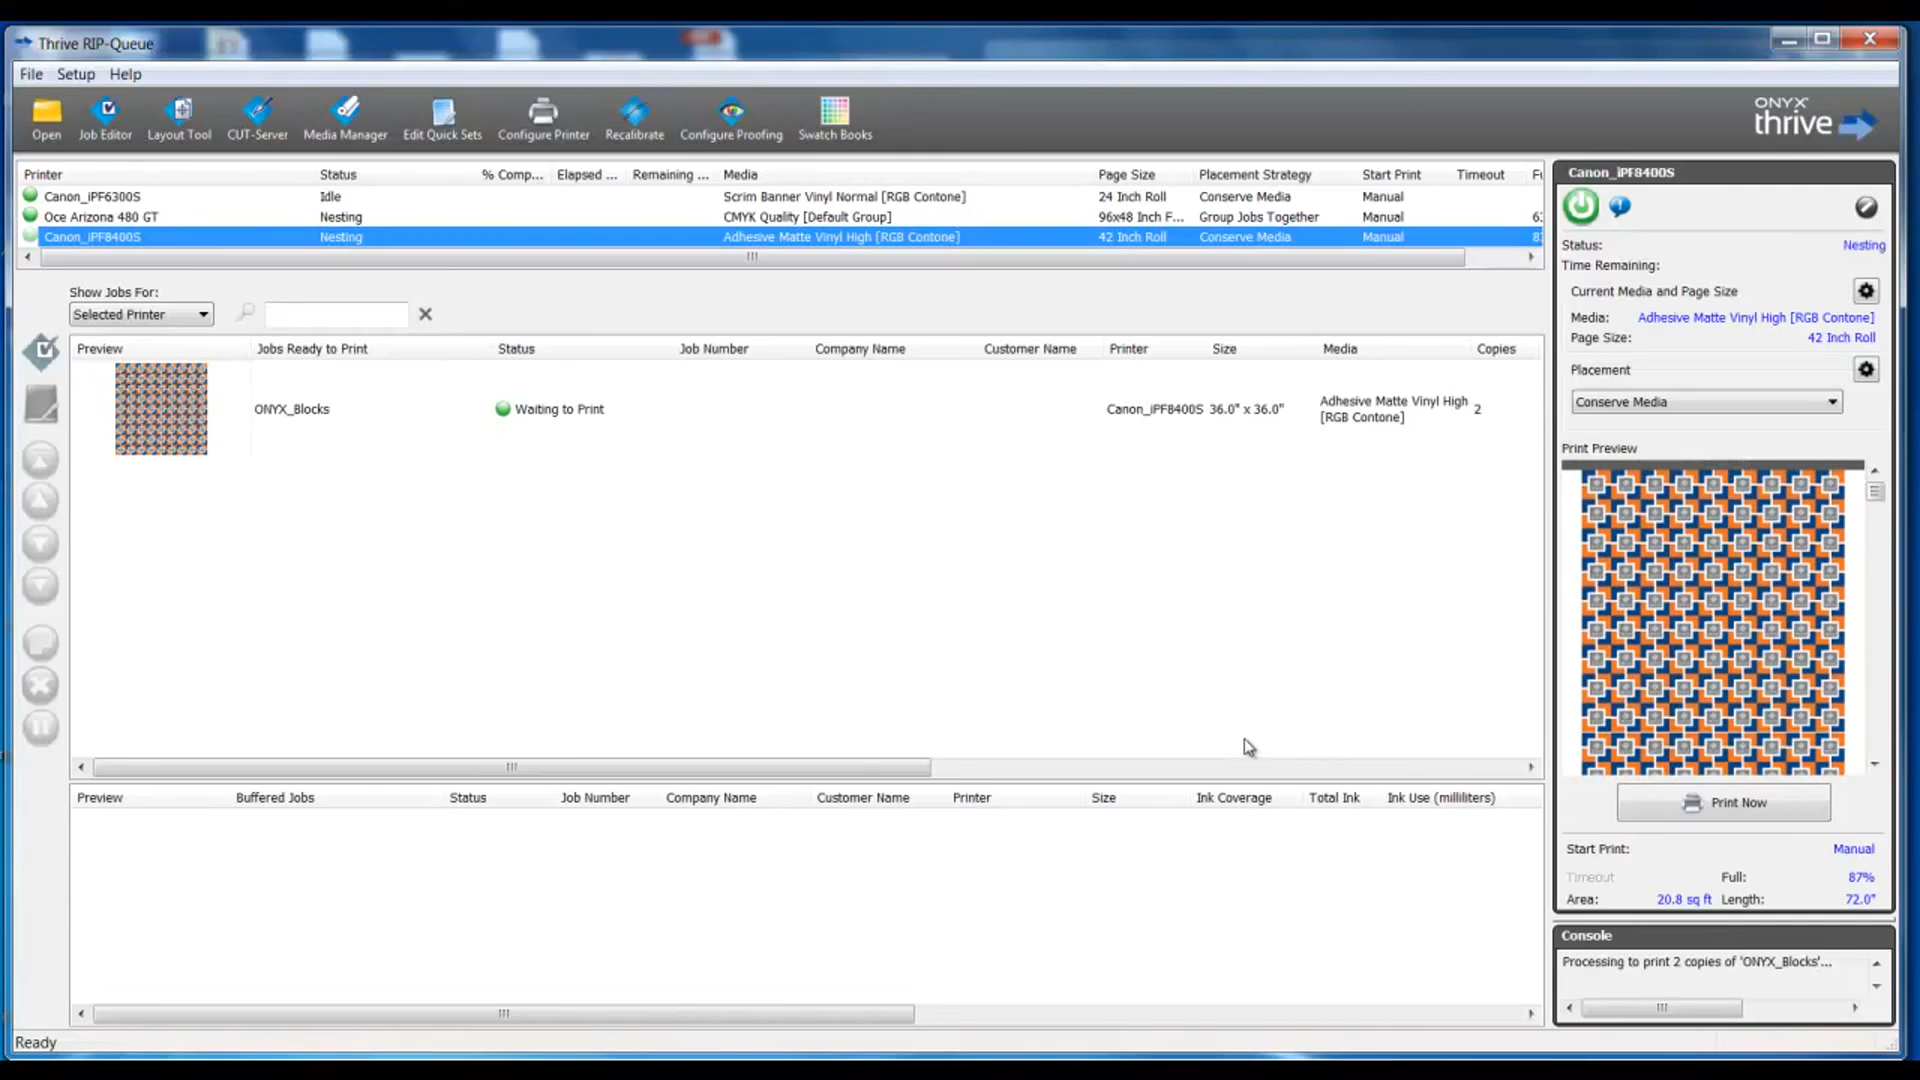 Thrive RIP-Queue
File Setup Help
Open Job Editor Layout Tool CUT-Server Media Manager Edit Quick Sets Configure Printer Recalibrate Configure Proofing Swatch Books
ONYX
thrive
Printer Status % Comp... Elapsed ... Remaining ... Media Page Size Placement Strategy Start Print Timeout Fu
Canon_iPF6300S Idle Scrim Banner Vinyl Normal [RGB Contone] 24 Inch Roll Conserve Media Manual
Oce Arizona 480 GT Nesting CMYK Quality [Default Group] 96x48 Inch F... Group Jobs Together Manual
Canon_iPF8400S Nesting Adhesive Matte Vinyl High [RGB Contone] 42 Inch Roll Conserve Media Manual
Show Jobs For:
Selected Printer
Preview Jobs Ready to Print Status Job Number Company Name Customer Name Printer Size Media Copies
ONYX_Blocks Waiting to Print Canon_iPF8400S 36.0" x 36.0" Adhesive Matte Vinyl High 2
[RGB Contone]
Preview Buffered Jobs Status Job Number Company Name Customer Name Printer Size Ink Coverage Total Ink Ink Use (milliliters)
Ready
Canon_iPF8400S
Status: Nesting
Time Remaining:
Current Media and Page Size
Media: Adhesive Matte Vinyl High [RGB Contone]
Page Size: 42 Inch Roll
Placement
Conserve Media
Print Preview
Print Now
Start Print: Manual
Timeout Full: 87%
Area: 20.8 sq ft Length: 72.0"
Console
Processing to print 2 copies of 'ONYX_Blocks'...